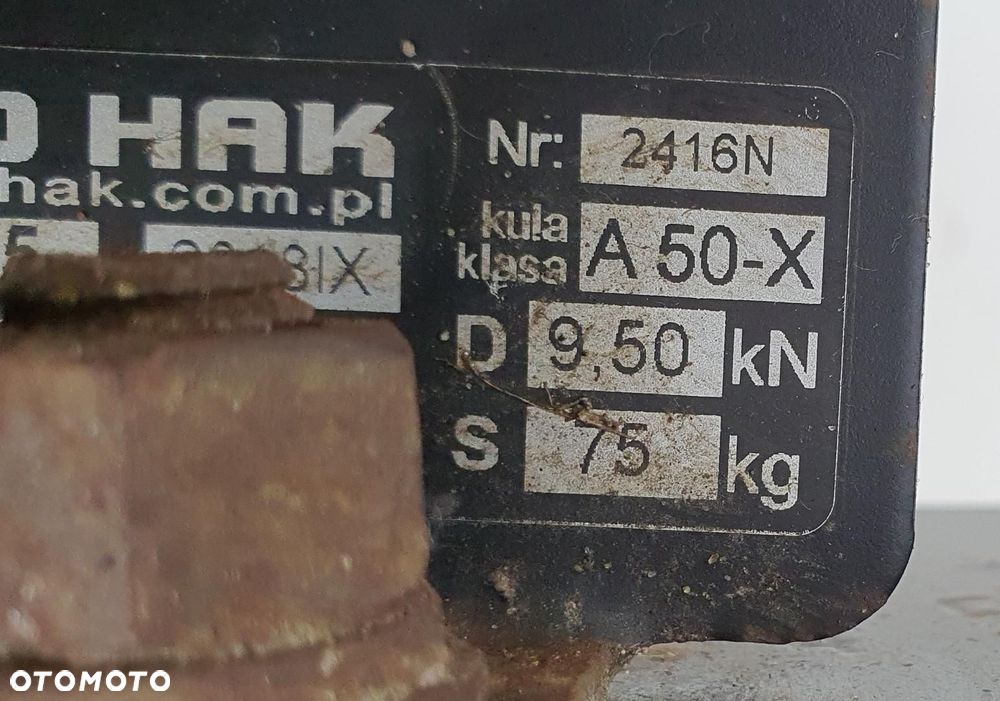 HAK
hak.com.pl
Nr: 2416N
kula
klasa A 50-X
D 9,50 kN
S 75 kg
OTOMOTO